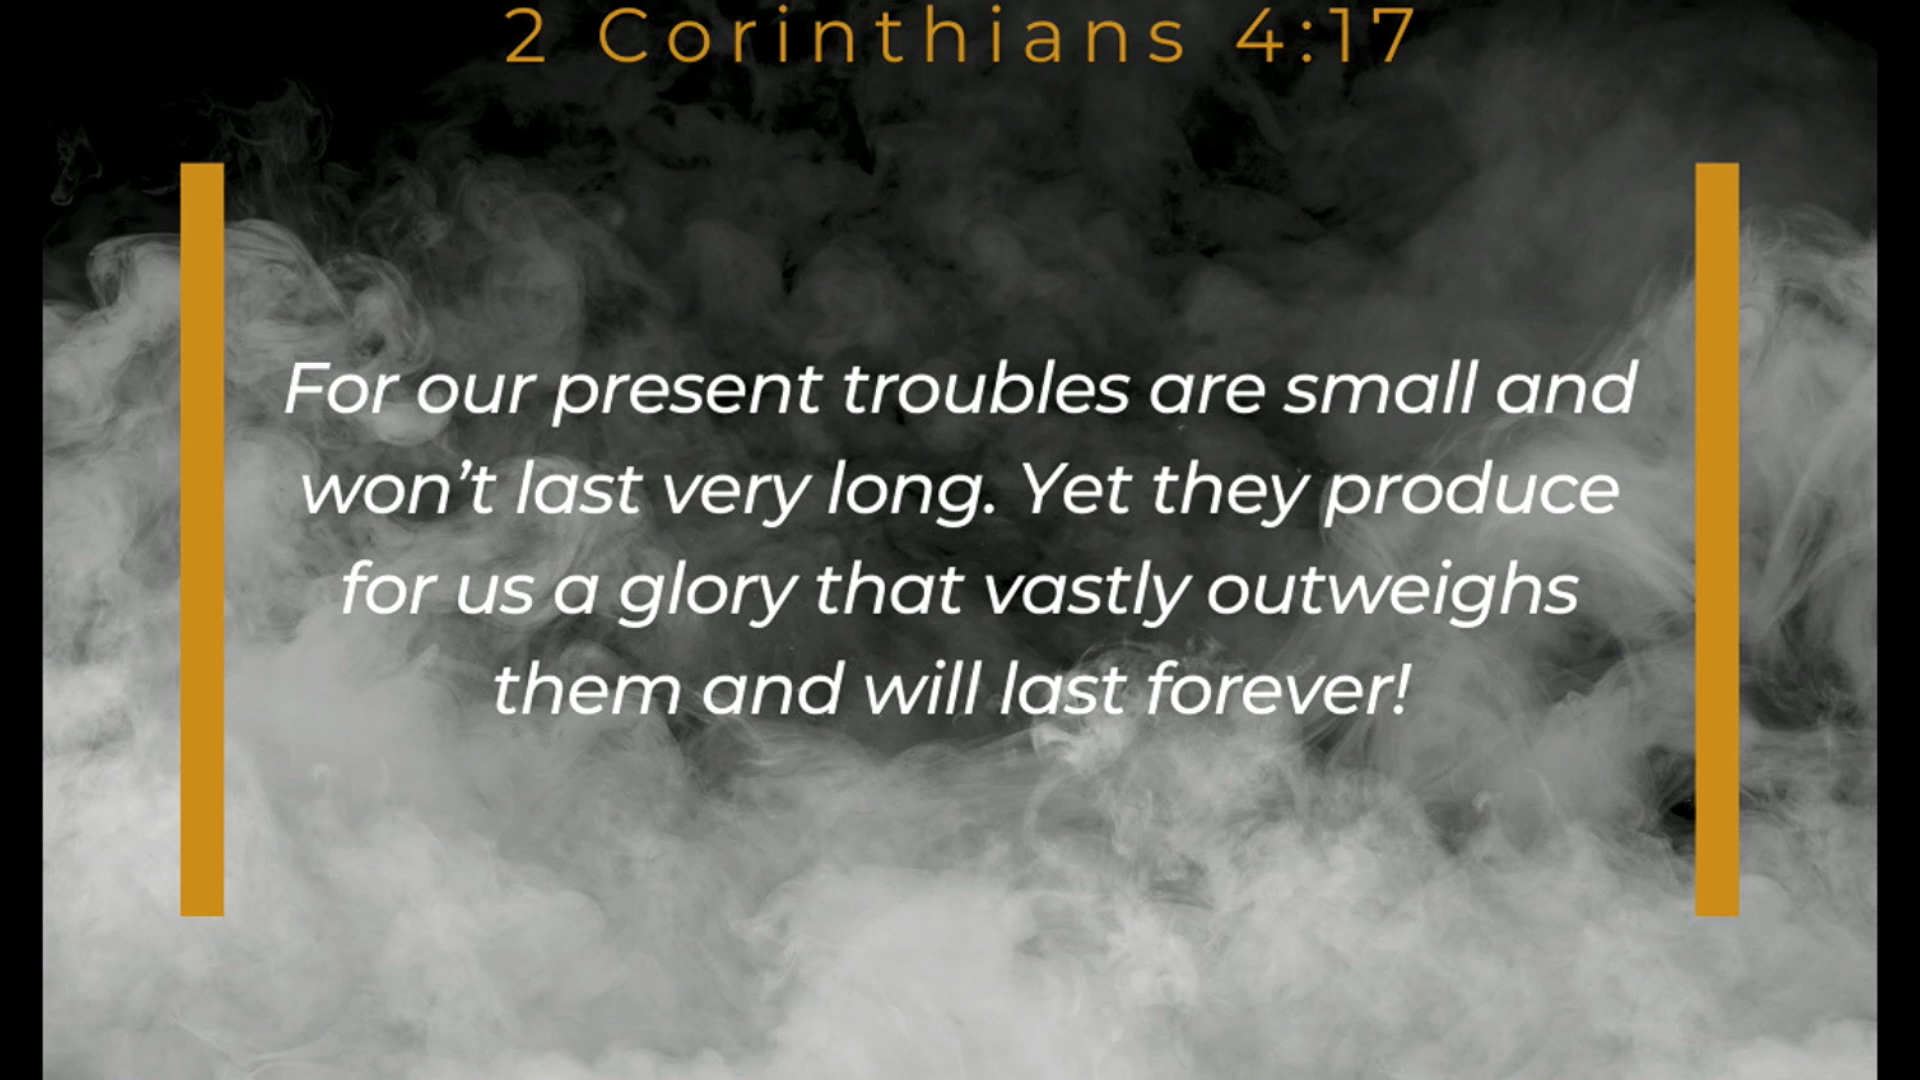 2 Corinthians 4:17
For our present troubles are small and
won’t last very long. Yet they produce
for us a glory that vastly outweighs
them and will last forever!